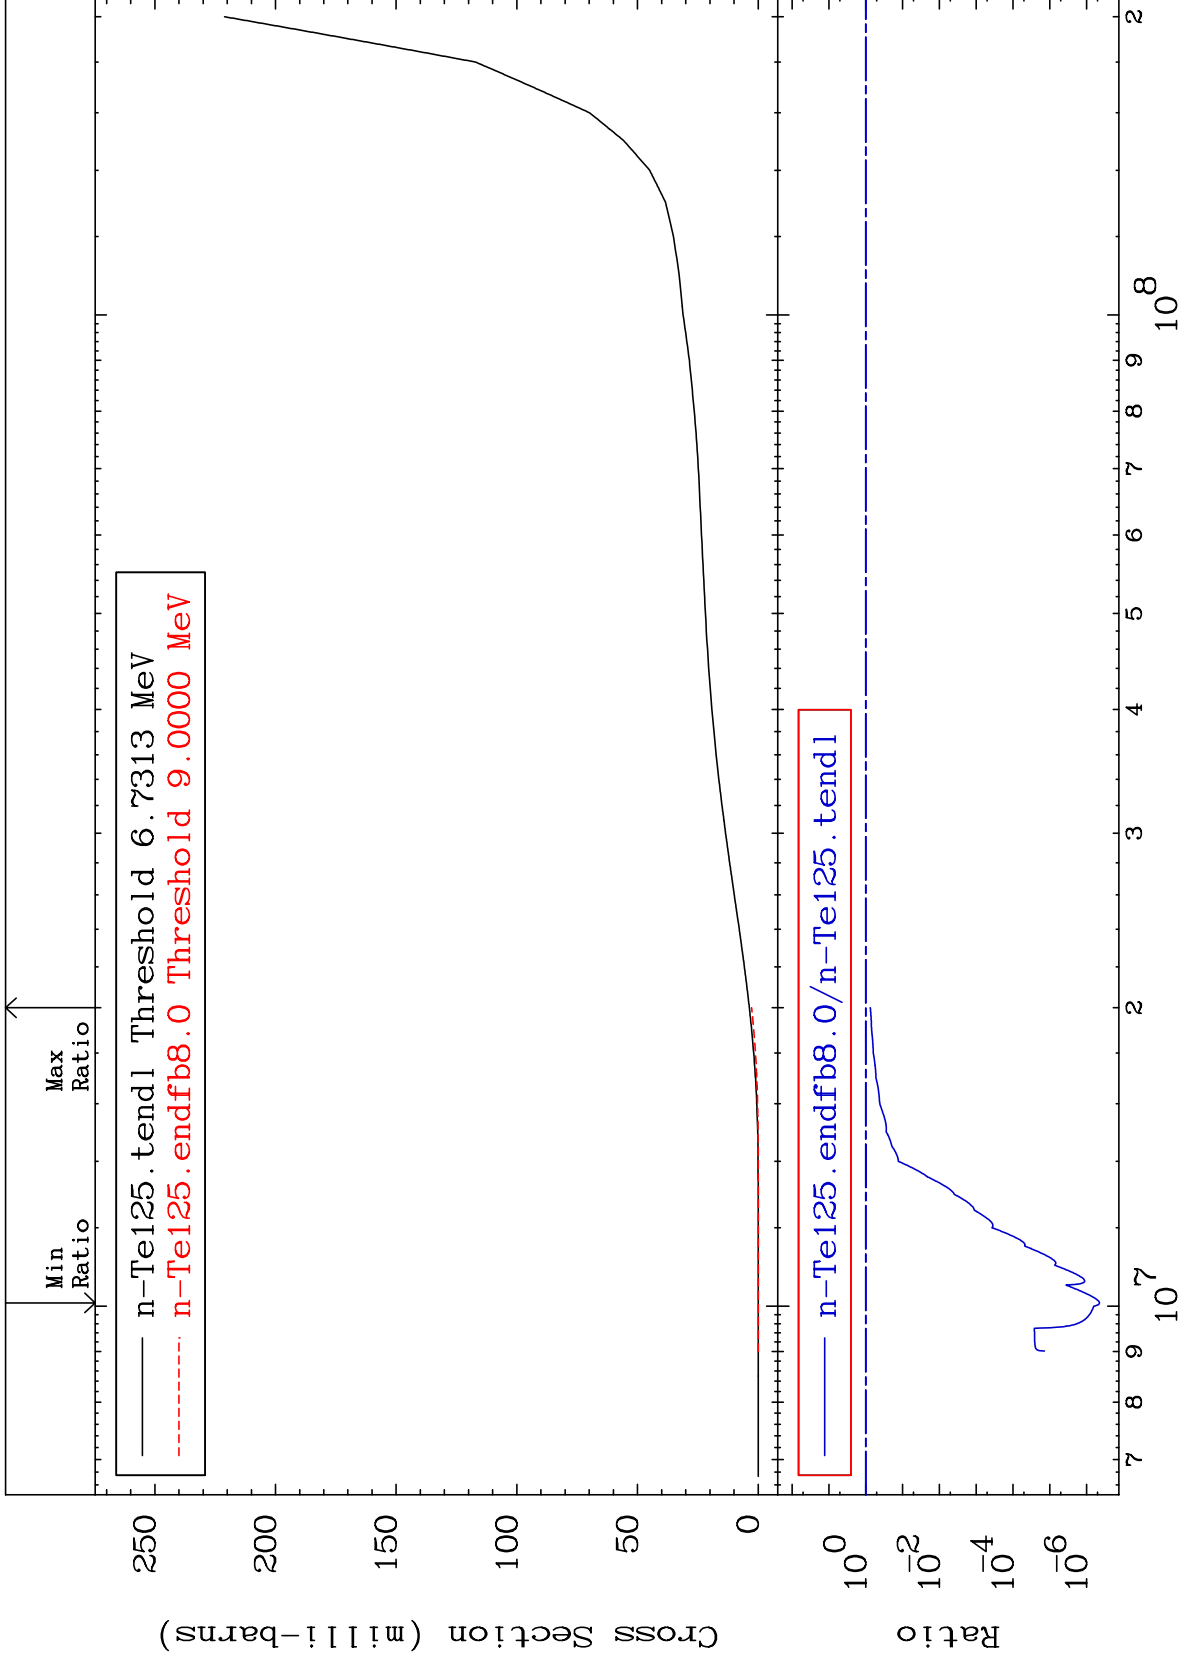 Min
Ratio
Max
Ratio
n-Te125.tendl Threshold 6.7313 MeV
n-Te125.endfb8.0 Threshold 9.0000 MeV
250
200
150
100
50
0
Cross Section (milli-barns)
n-Te125.endfb8.0/n-Te125.tendl
10^0
10^-2
10^-4
10^-6
Ratio
7
8
9
10^7
2
3
4
5
6
7
8
9
10^8
2